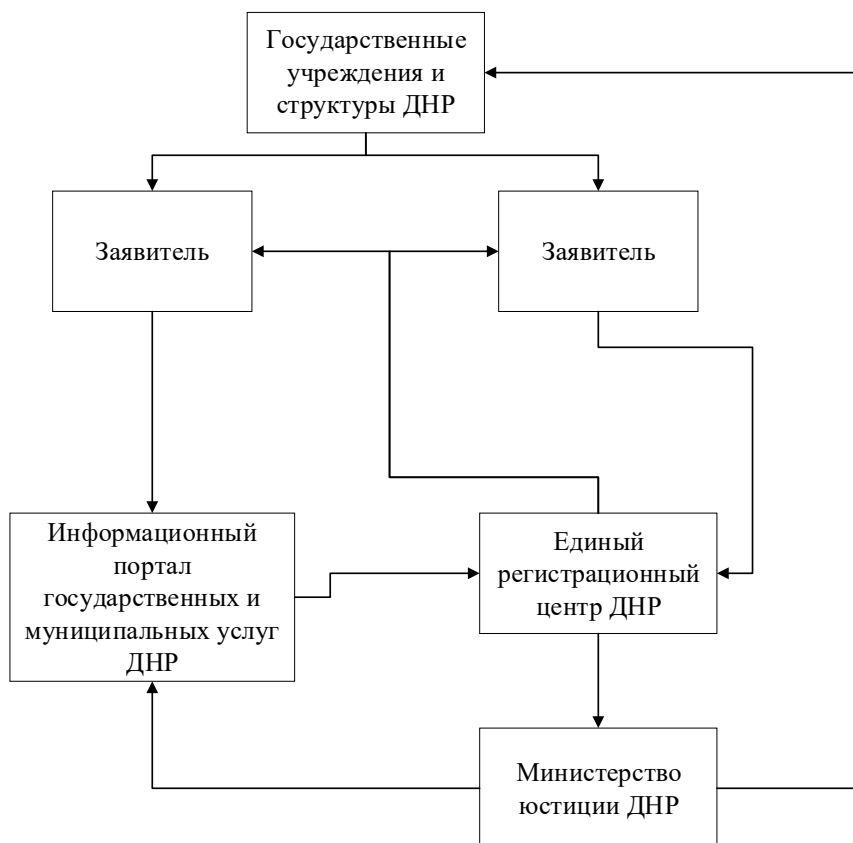 Государственные
учреждения и
структуры ДНР
Заявитель
Заявитель
Информационный
портал
государственных и
муниципальных услуг
ДНР
Единый
регистрационный
центр ДНР
Министерство
юстиции ДНР